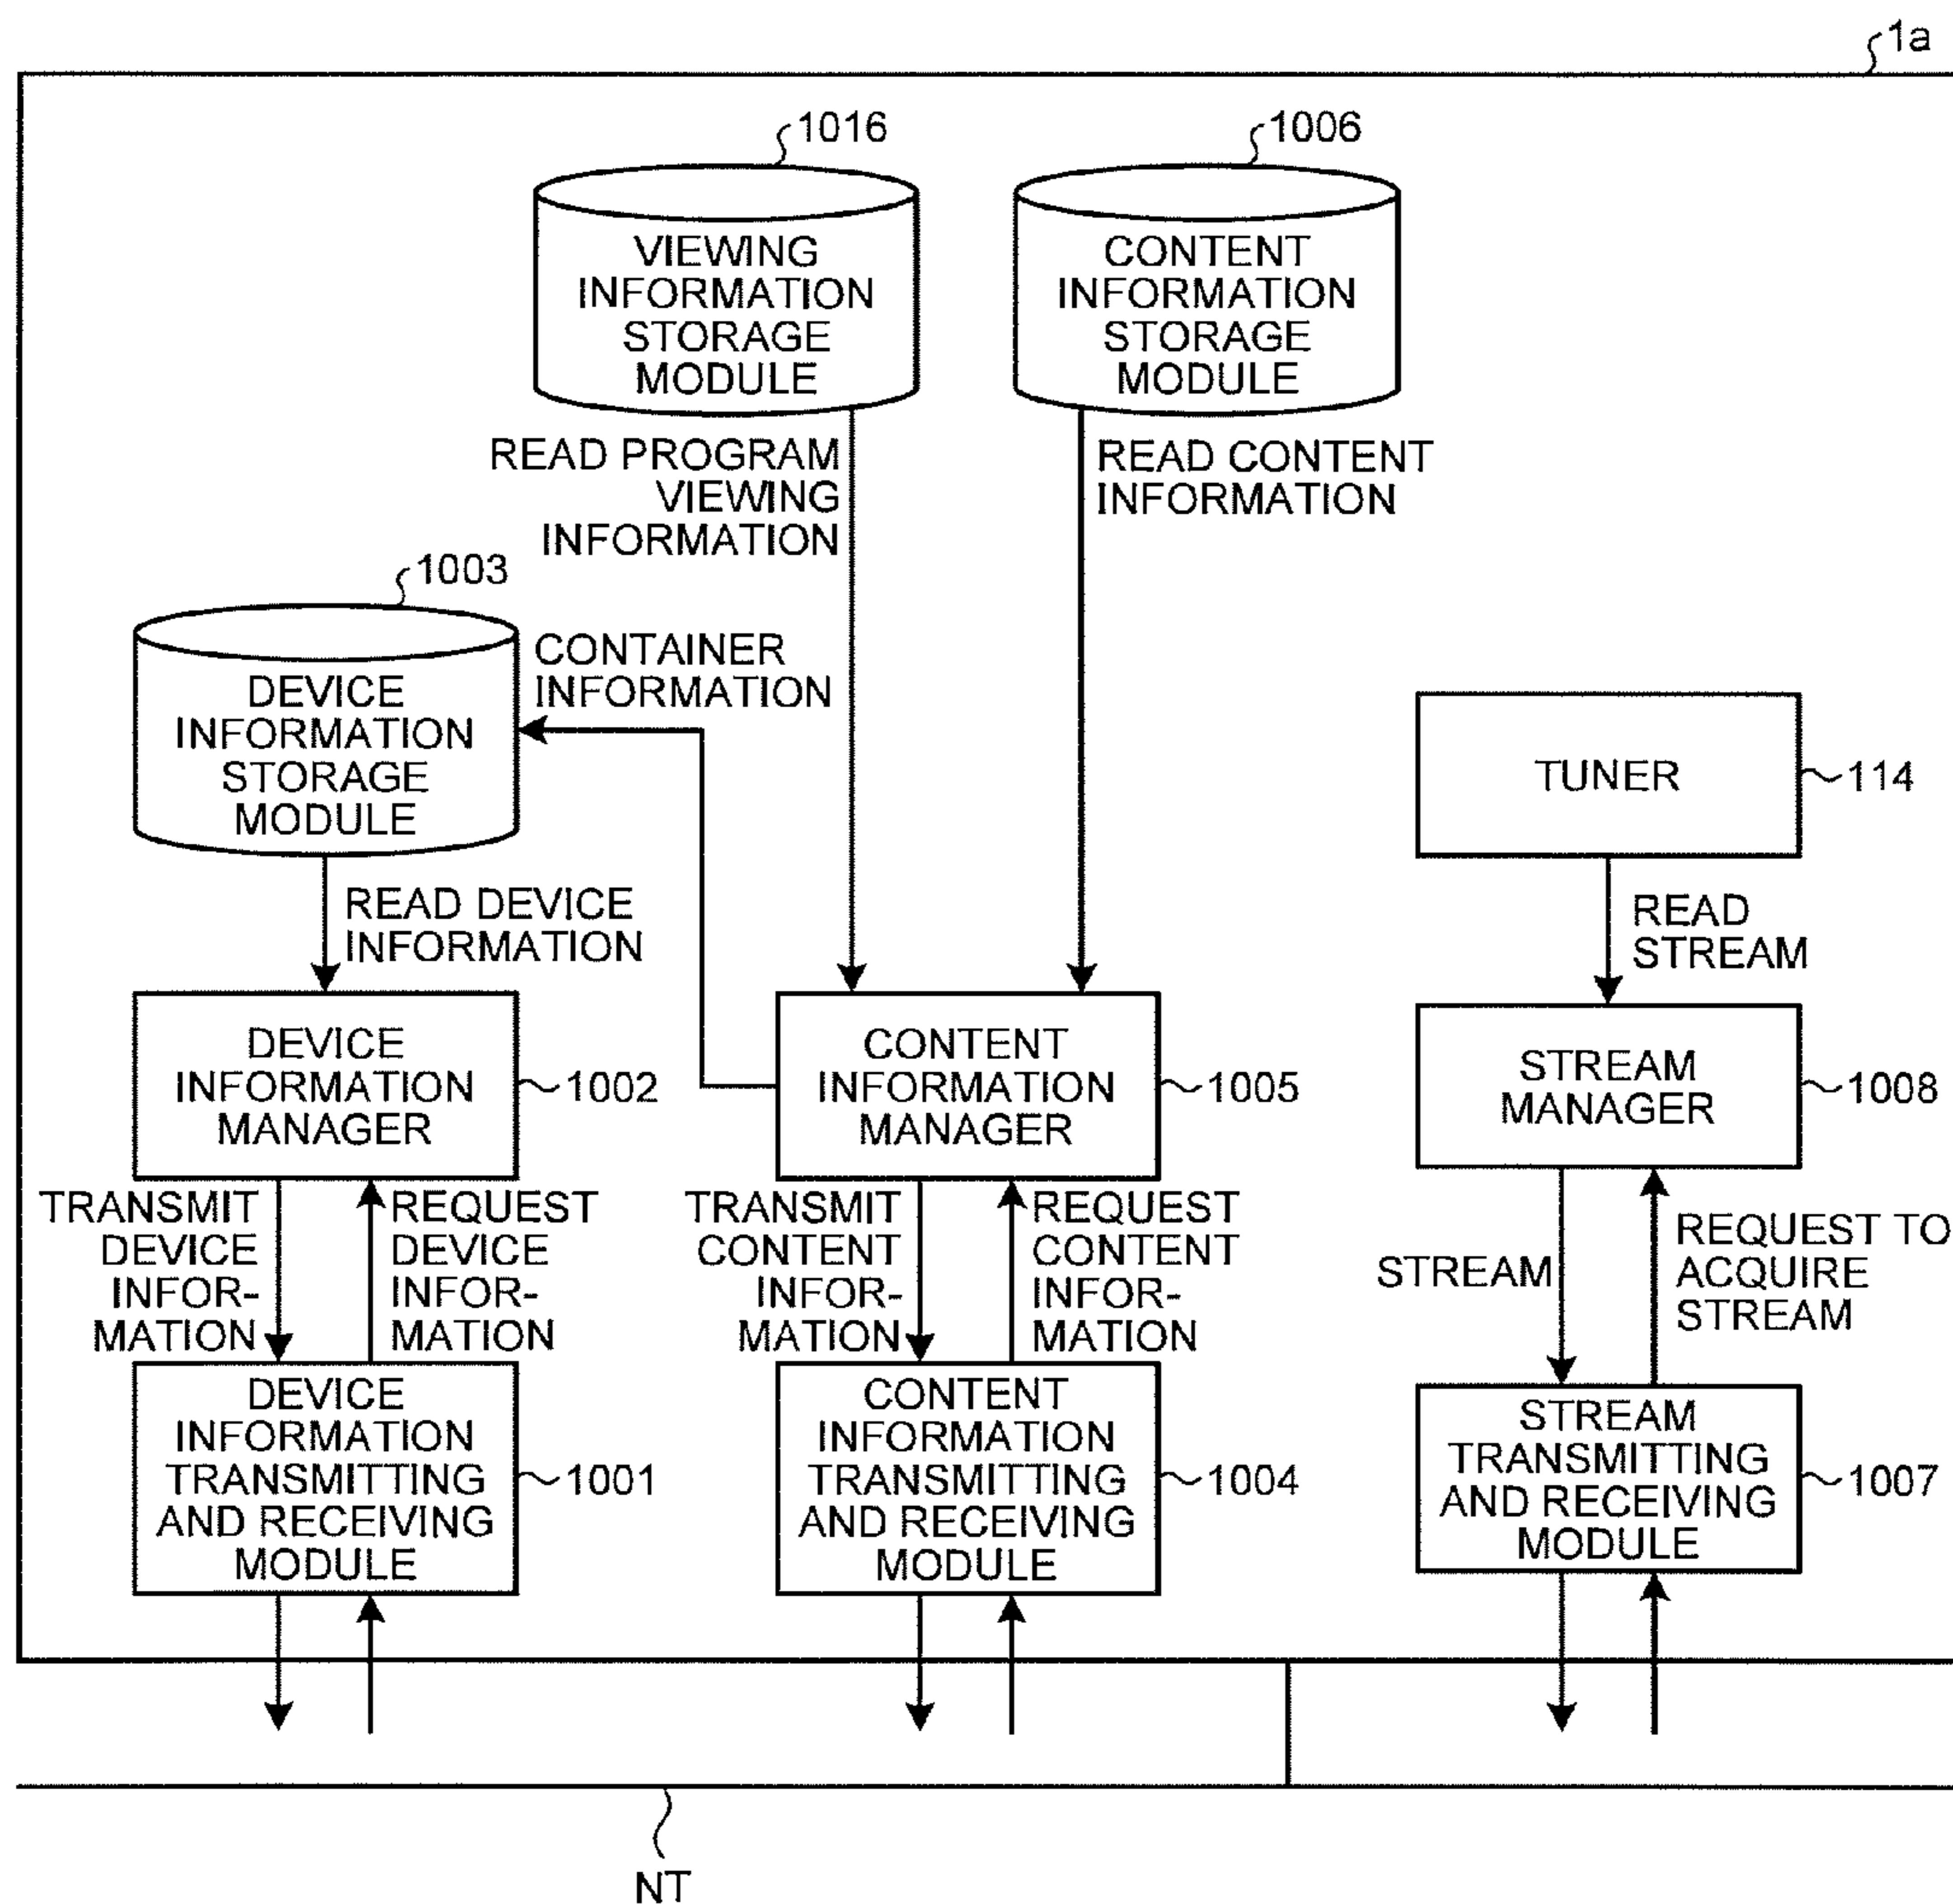 1a
1016
1006
VIEWING
INFORMATION
STORAGE
MODULE
CONTENT
INFORMATION
STORAGE
MODULE
READ PROGRAM
VIEWING
INFORMATION
READ CONTENT
INFORMATION
1003
CONTAINER
INFORMATION
DEVICE
INFORMATION
STORAGE
MODULE
TUNER
114
READ DEVICE
INFORMATION
READ
STREAM
DEVICE
INFORMATION
MANAGER
1002
CONTENT
INFORMATION
MANAGER
1005
STREAM
MANAGER
1008
TRANSMIT
DEVICE
INFOR-
MATION
REQUEST
DEVICE
INFOR-
MATION
TRANSMIT
CONTENT
INFOR-
MATION
REQUEST
CONTENT
INFOR-
MATION
STREAM
REQUEST TO
ACQUIRE
STREAM
DEVICE
INFORMATION
TRANSMITTING
AND RECEIVING
MODULE
1001
CONTENT
INFORMATION
TRANSMITTING
AND RECEIVING
MODULE
1004
STREAM
TRANSMITTING
AND RECEIVING
MODULE
1007
NT